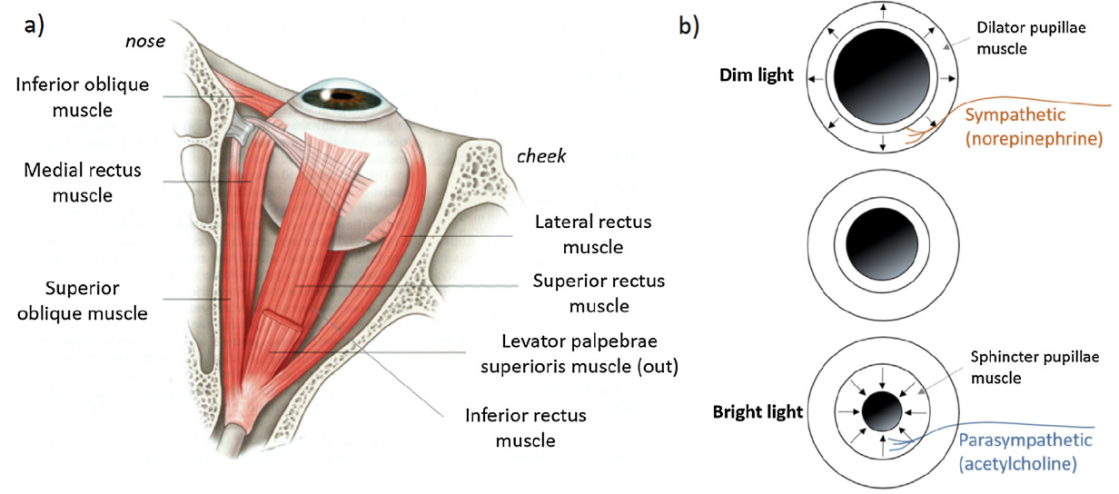 a)
nose
Inferior oblique
muscle
Medial rectus
muscle
Superior
oblique muscle
cheek
Lateral rectus
muscle
Superior rectus
muscle
Levator palpebrae
superioris muscle (out)
Inferior rectus
muscle
b)
Dim light
Dilator pupillae
muscle
Sympathetic
(norepinephrine)
Bright light
Sphincter pupillae
muscle
Parasympathetic
(acetylcholine)